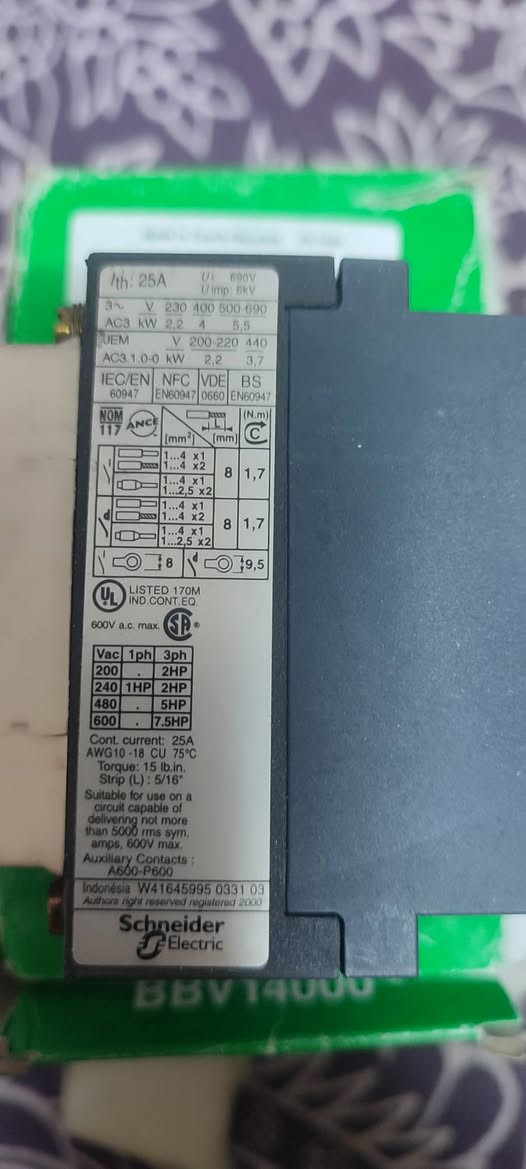 Ith: 25A Ui: 690V
Uimp: 6kV
3~ V 230 400 500-690
AC3 kW 2,2 4 5,5
JEM V 200-220 440
AC3.1.0-0 kW 2,2 3,7
IEC/EN NFC VDE BS
60947 EN60947 0660 EN60947
NOM
117 ANCE [mm²] L [mm] (N.m) C
1...4 x1
1...4 x2
1...4 x1
1...2,5 x2
8 1,7
1...4 x1
1...4 x2
1...4 x1
1...2,5 x2
8 1,7
8 9,5
UL LISTED 170M
IND.CONT.EQ.
600V a.c. max. SA ®
Vac 1ph 3ph
200 . 2HP
240 1HP 2HP
480 . 5HP
600 . 7.5HP
Cont. current: 25A
AWG10 -18 CU 75°C
Torque: 15 lb.in.
Strip (L) : 5/16"
Suitable for use on a
circuit capable of
delivering not more
than 5000 rms sym.
amps, 600V max.
Auxiliary Contacts :
A600-P600
Indonésia W41645995 0331 03
Authors right reserved registered 2000
Schneider
Electric
BBV14000